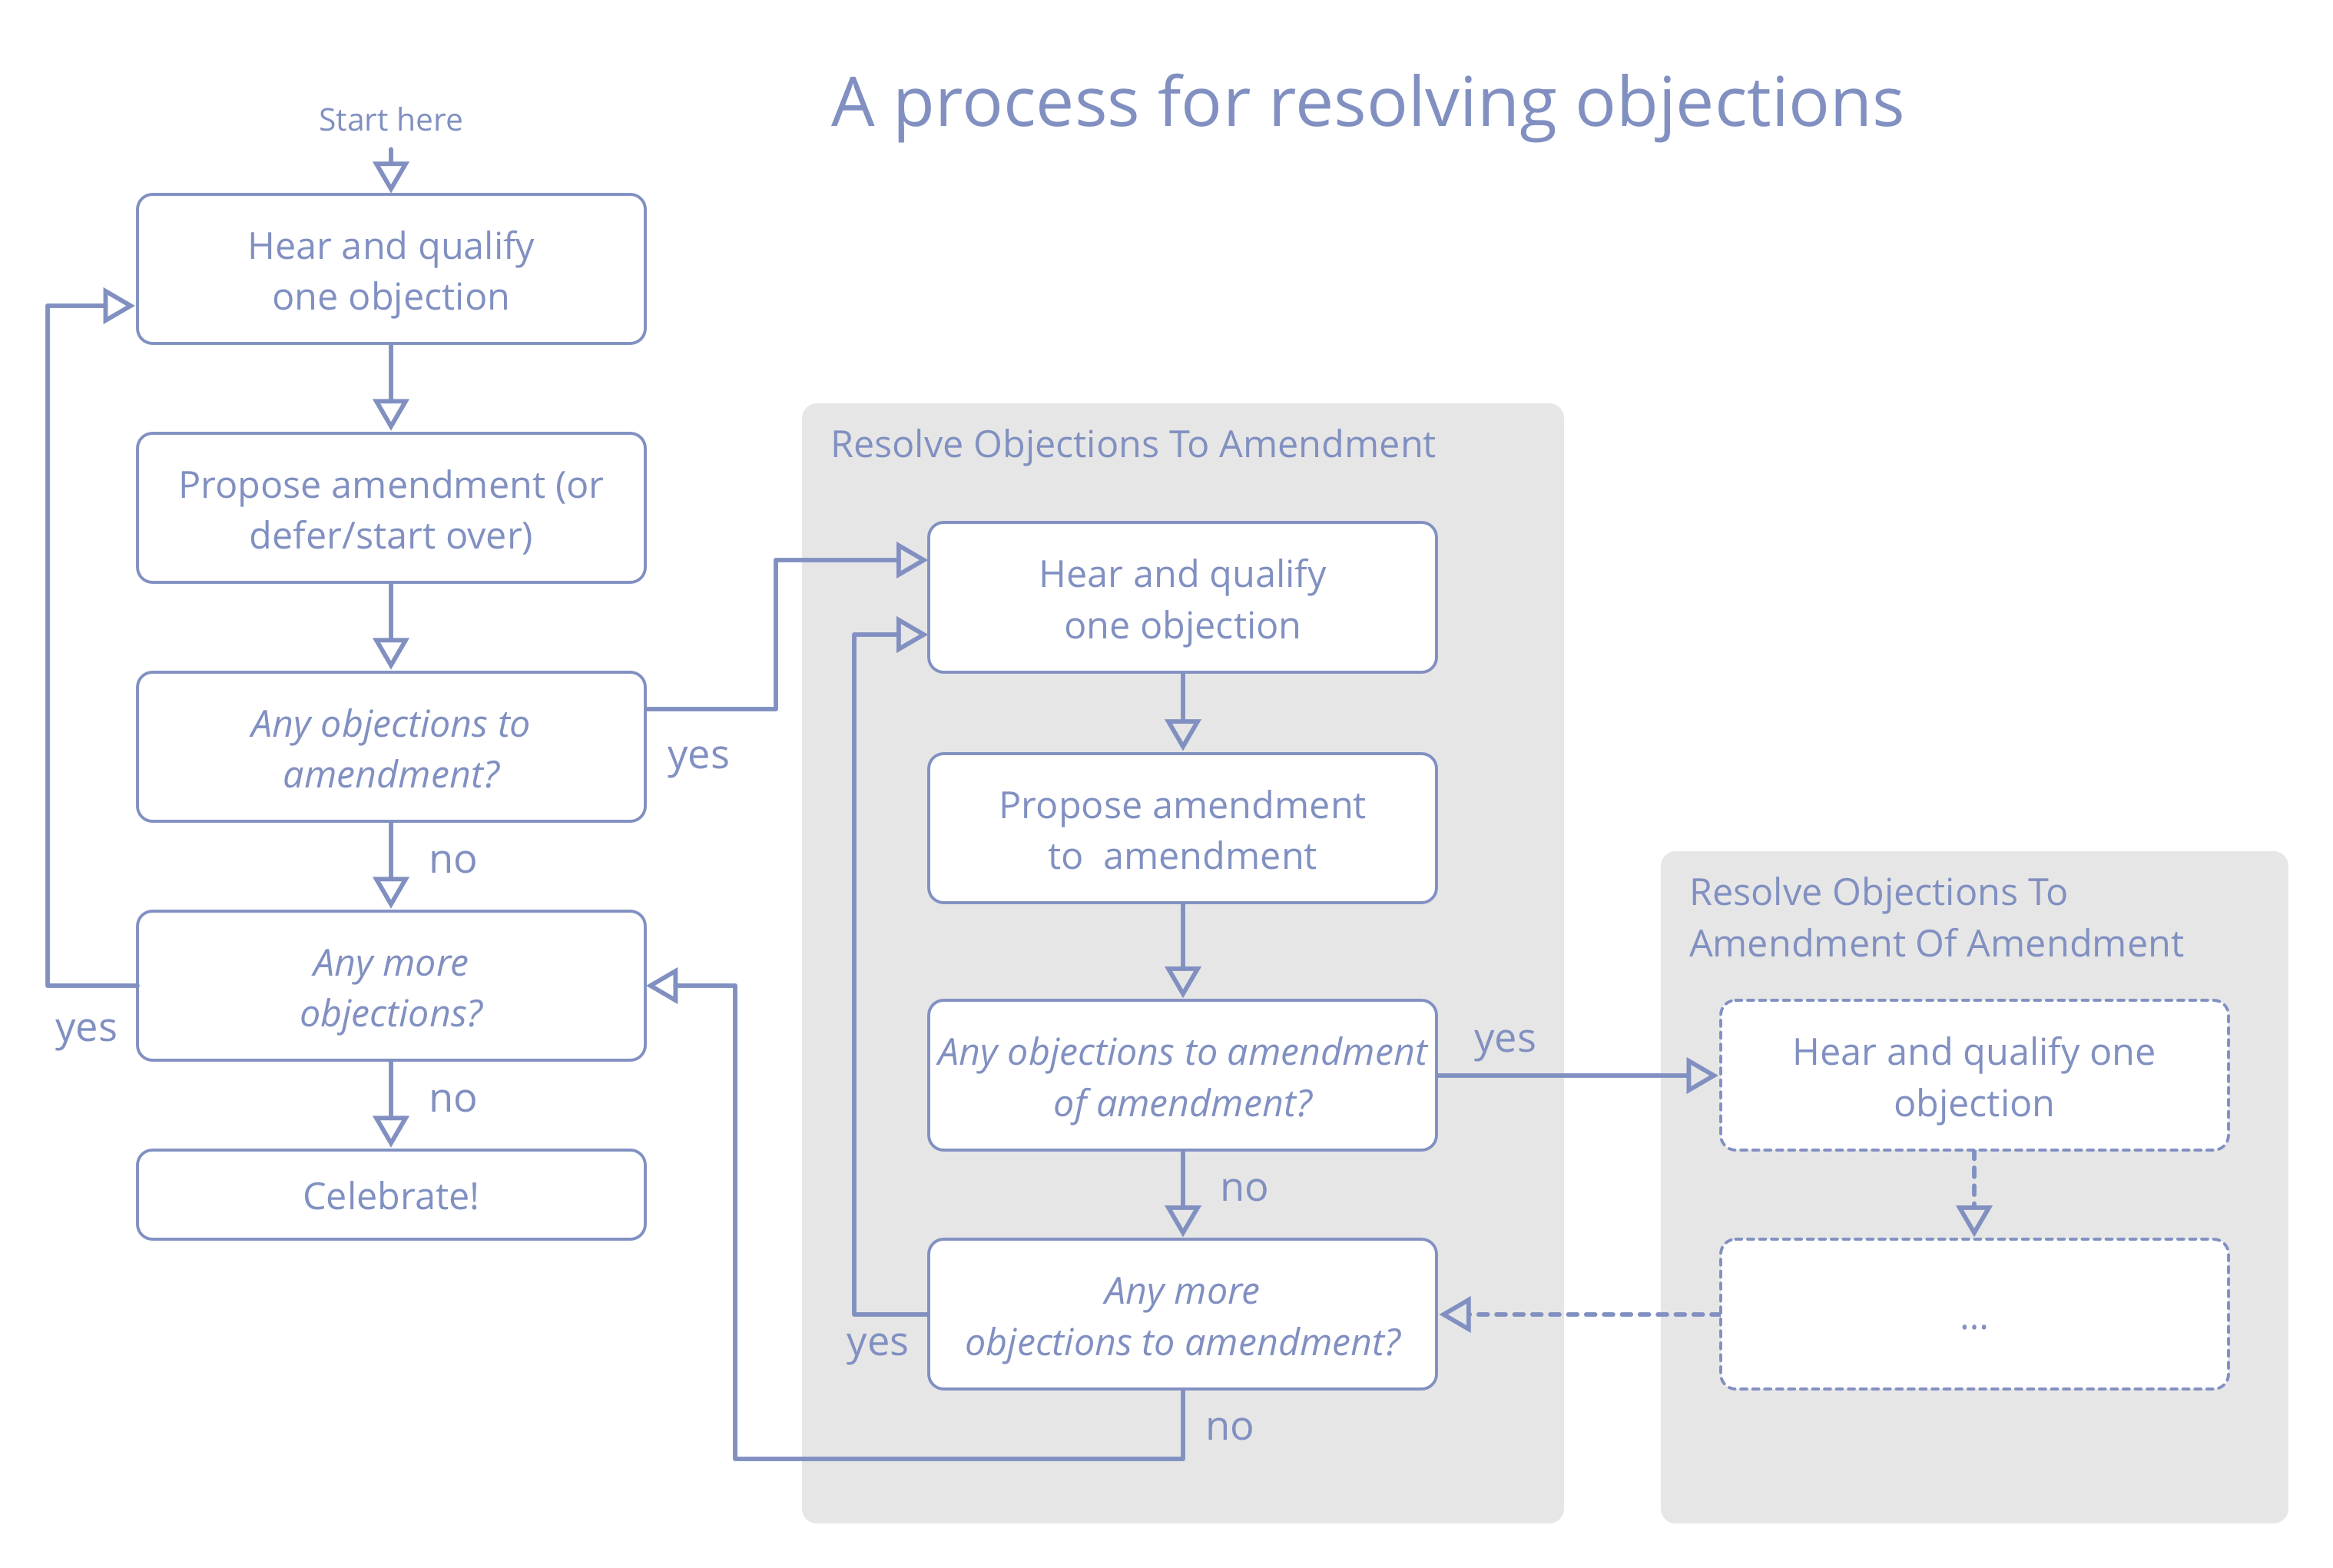 A process for resolving objections
Start here
Hear and qualify
one objection
Propose amendment (or
defer/start over)
Any objections to
amendment?
yes
no
Any more
objections?
yes
no
Celebrate!
Resolve Objections To Amendment
Hear and qualify
one objection
Propose amendment
to  amendment
Any objections to amendment
of amendment?
yes
no
Any more
objections to amendment?
yes
no
Resolve Objections To
Amendment Of Amendment
Hear and qualify one
objection
...